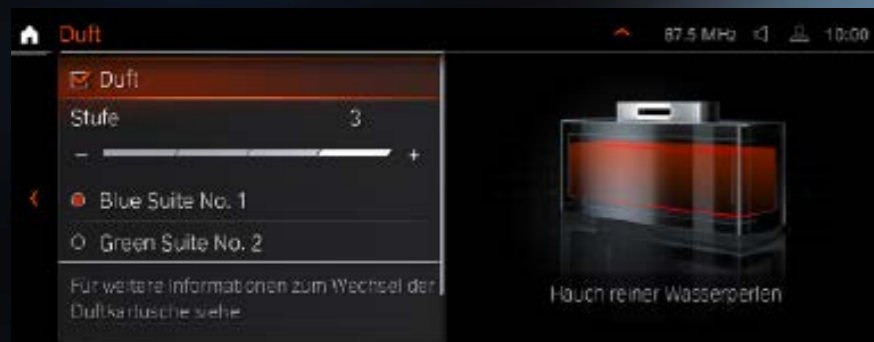 Duft
87.5 MHz
10:00
Duft
Stufe 3
- +
Blue Suite No. 1
Green Suite No. 2
Für weitere Informationen zum Wechsel der
Duftkartusche siehe
Hauch reiner Wasserperlen